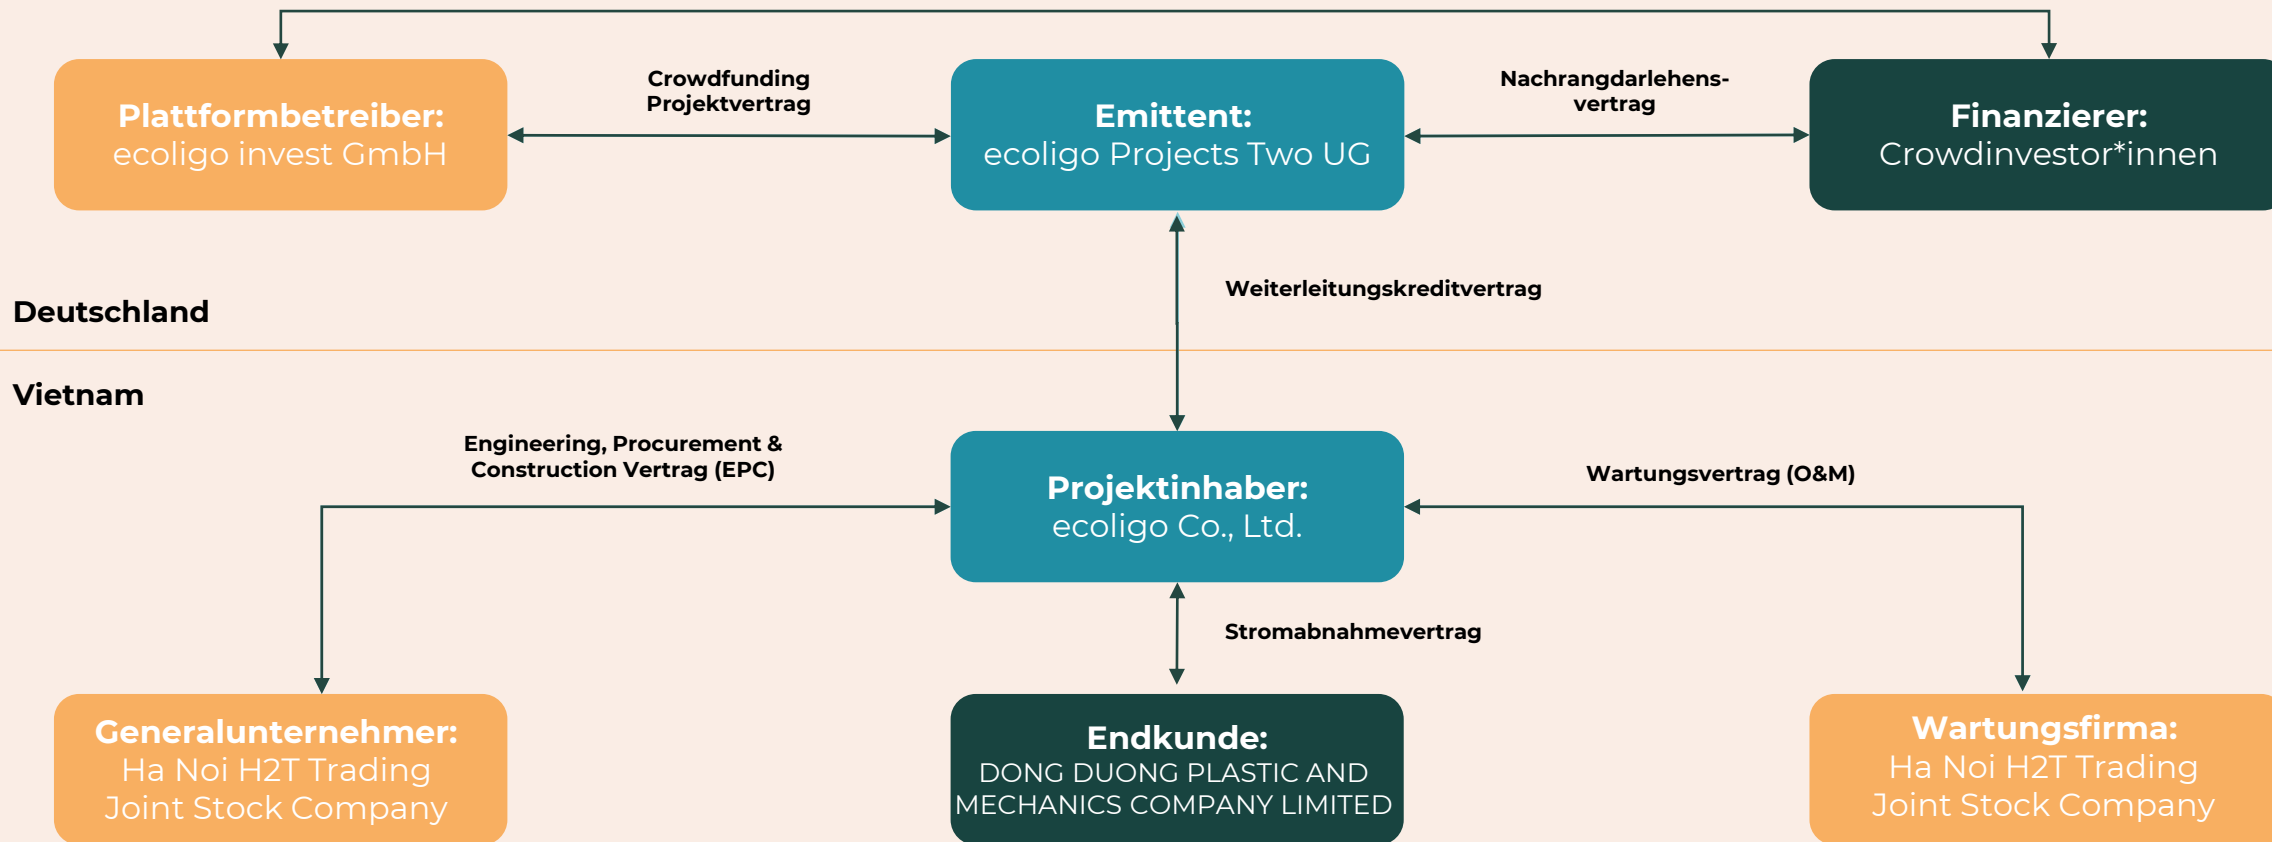 Plattformbetreiber:
ecoligo invest GmbH
Crowdfunding
Projektvertrag
Emittent:
ecoligo Projects Two UG
Nachrangdarlehens-
vertrag
Finanzierer:
Crowdinvestor*innen
Weiterleitungskreditvertrag
Deutschland
Vietnam
Engineering, Procurement &
Construction Vertrag (EPC)
Projektinhaber:
ecoligo Co., Ltd.
Wartungsvertrag (O&M)
Stromabnahmevertrag
Generalunternehmer:
Ha Noi H2T Trading
Joint Stock Company
Endkunde:
DONG DUONG PLASTIC AND
MECHANICS COMPANY LIMITED
Wartungsfirma:
Ha Noi H2T Trading
Joint Stock Company